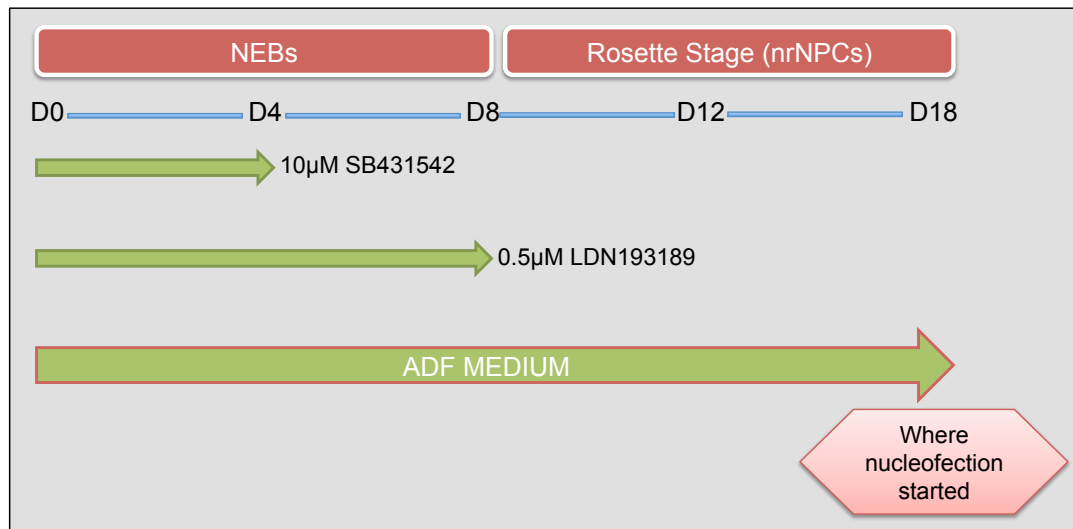 NEBs
Rosette Stage (nrNPCs)
D0 D4 D8 D12 D18
10µM SB431542
0.5µM LDN193189
ADF MEDIUM
Where
nucleofection
started